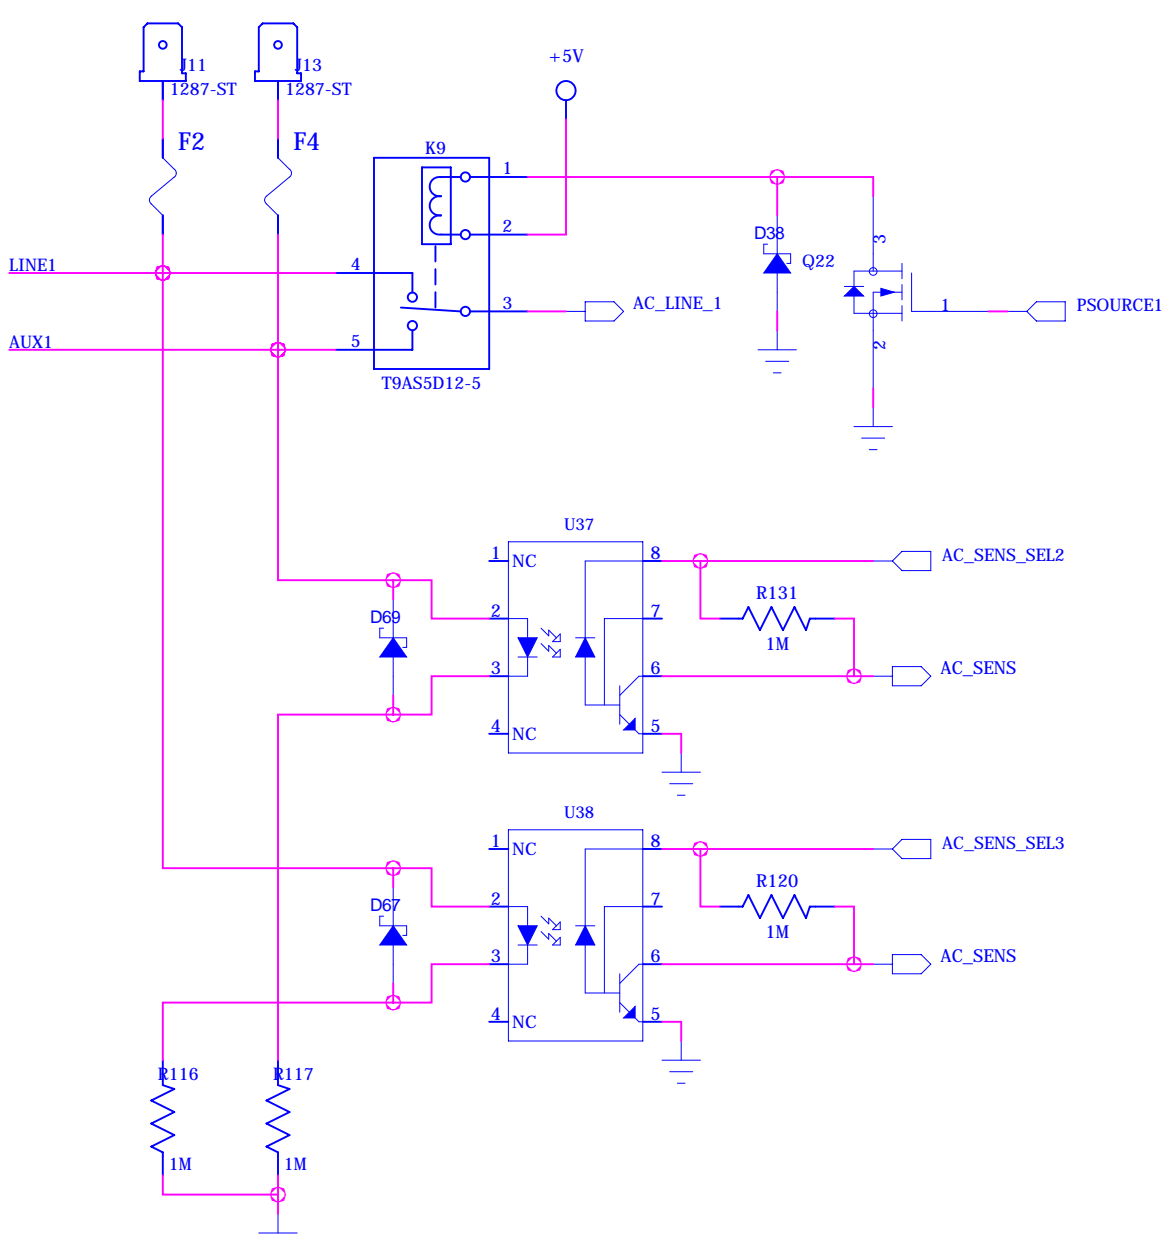 J11
1287-ST
J13
1287-ST
+5V
F2
F4
K9
1
2
D38
Q22
3
LINE1
4
3
AC_LINE_1
1
PSOURCE1
AUX1
5
2
T9AS5D12-5
U37
1 NC
8
AC_SENS_SEL2
R131
D69
2
7
1M
3
6
AC_SENS
4 NC
5
U38
1 NC
8
AC_SENS_SEL3
R120
D67
2
7
1M
3
6
AC_SENS
4 NC
5
R116
R117
1M
1M